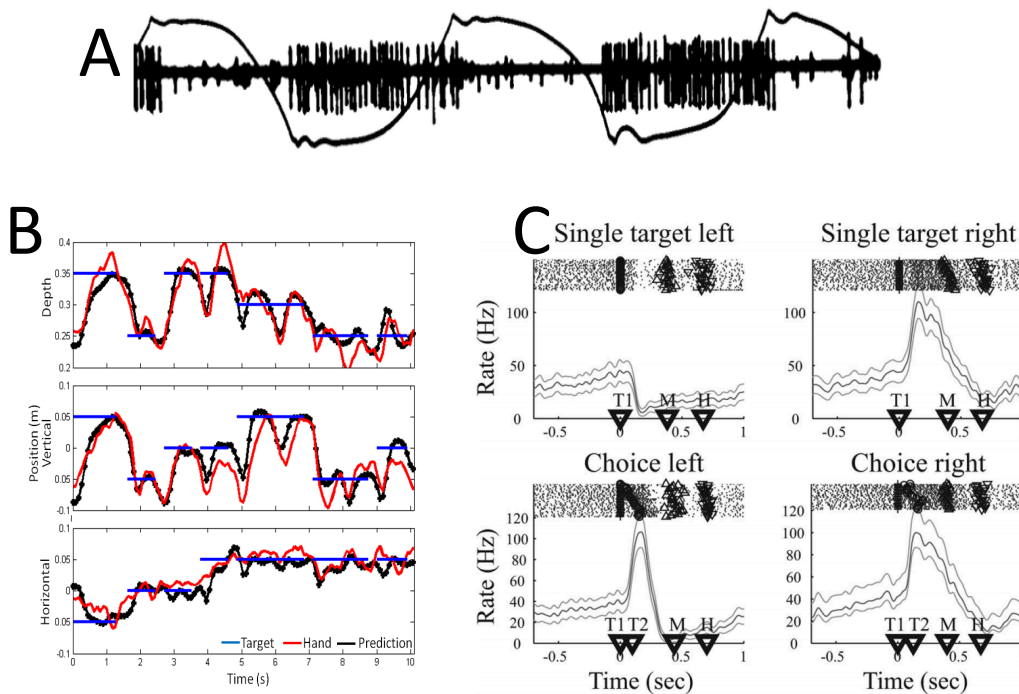 A
B
0.4
0.35
0.3
0.25
0.2
Depth
0.1
0.05
0
-0.05
-0.1
Position (m)
Vertical
0.1
0.05
0
0.05
-0.1
Horizontal
Target Hand Prediction
0 1 2 3 4 5 6 7 8 9 10
Time (s)
C
Single target left
100
50
0
Rate (Hz)
T1 M H
-0.5 0 0.5 1
Single target right
100
50
0
T1 M H
-0.5 0 0.5 1
Choice left
120
100
80
60
40
20
0
Rate (Hz)
T1 T2 M H
-0.5 0 0.5 1
Time (sec)
Choice right
120
100
80
60
40
20
0
T1 T2 M H
-0.5 0 0.5 1
Time (sec)